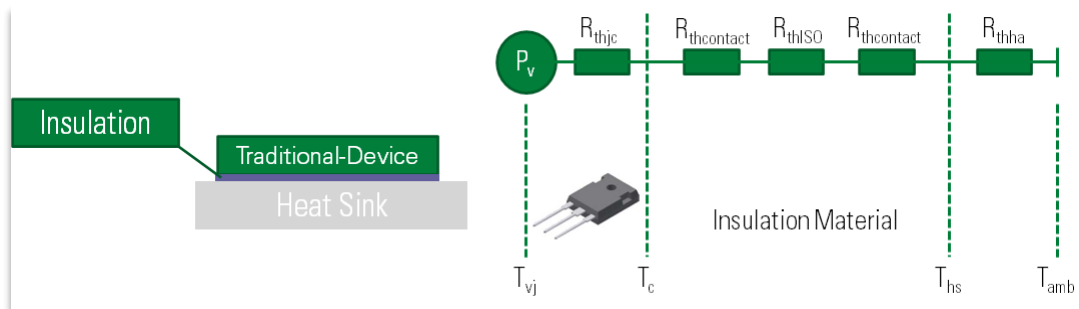 Insulation
Traditional-Device
Heat Sink
P_v
R_thjc
R_thcontact
R_thISO
R_thcontact
R_thha
Insulation Material
T_vj
T_c
T_hs
T_amb